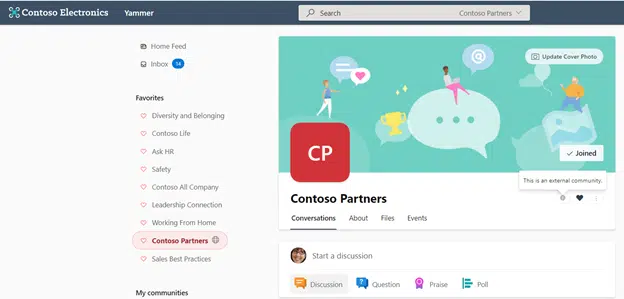 Contoso Electronics Yammer Search Contoso Partners
Home Feed
Inbox 14
Favorites
Diversity and Belonging
Contoso Life
Ask HR
Safety
Contoso All Company
Leadership Connection
Working From Home
Contoso Partners
Sales Best Practices
My communities
Update Cover Photo
CP
Joined
This is an external community.
Contoso Partners
Conversations About Files Events
Start a discussion
Discussion Question Praise Poll